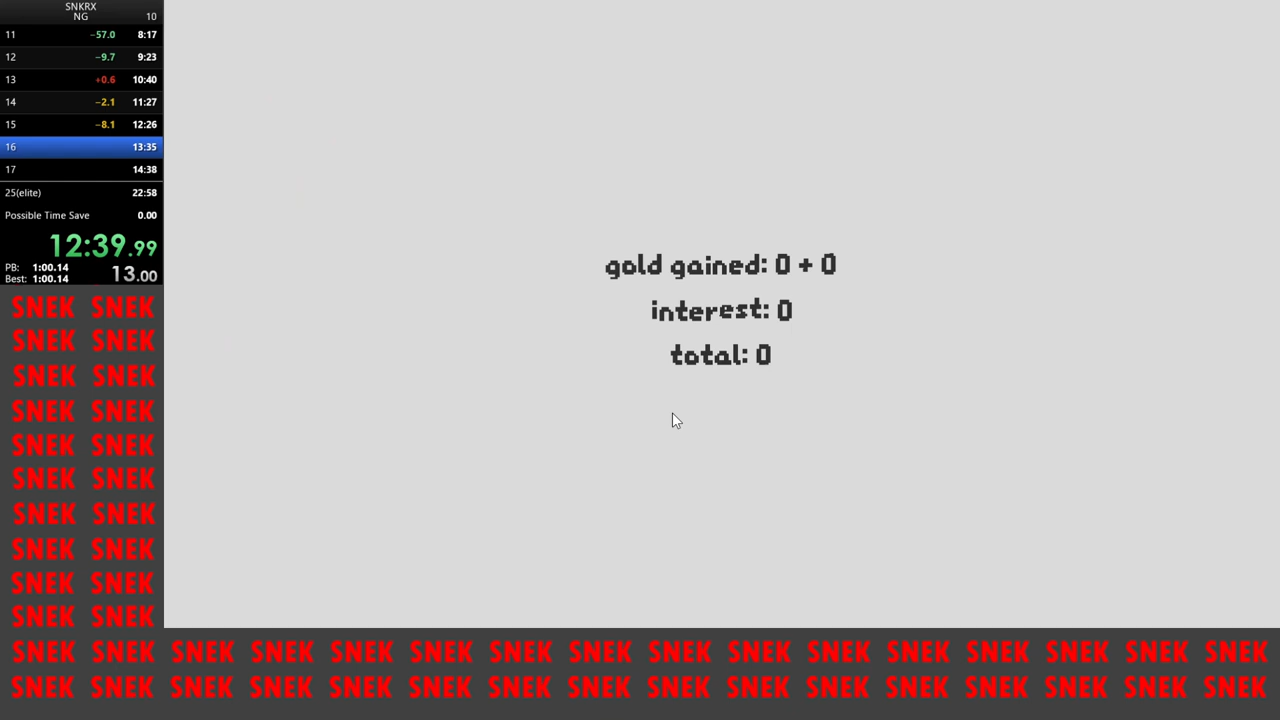 SNKRX
NG 10
11 −57.0 8:17
12 −9.7 9:23
13 +0.6 10:40
14 −2.1 11:27
15 −8.1 12:26
16 13:35
17 14:38
25(elite) 22:58
Possible Time Save 0.00
12:39.99
PB: 1:00.14
Best: 1:00.14
13.00
gold gained: 0 + 0
interest: 0
total: 0
SNEK SNEK
SNEK SNEK
SNEK SNEK
SNEK SNEK
SNEK SNEK
SNEK SNEK
SNEK SNEK
SNEK SNEK
SNEK SNEK
SNEK SNEK
SNEK SNEK SNEK SNEK SNEK SNEK SNEK SNEK SNEK SNEK SNEK SNEK SNEK SNEK SNEK SNEK
SNEK SNEK SNEK SNEK SNEK SNEK SNEK SNEK SNEK SNEK SNEK SNEK SNEK SNEK SNEK SNEK